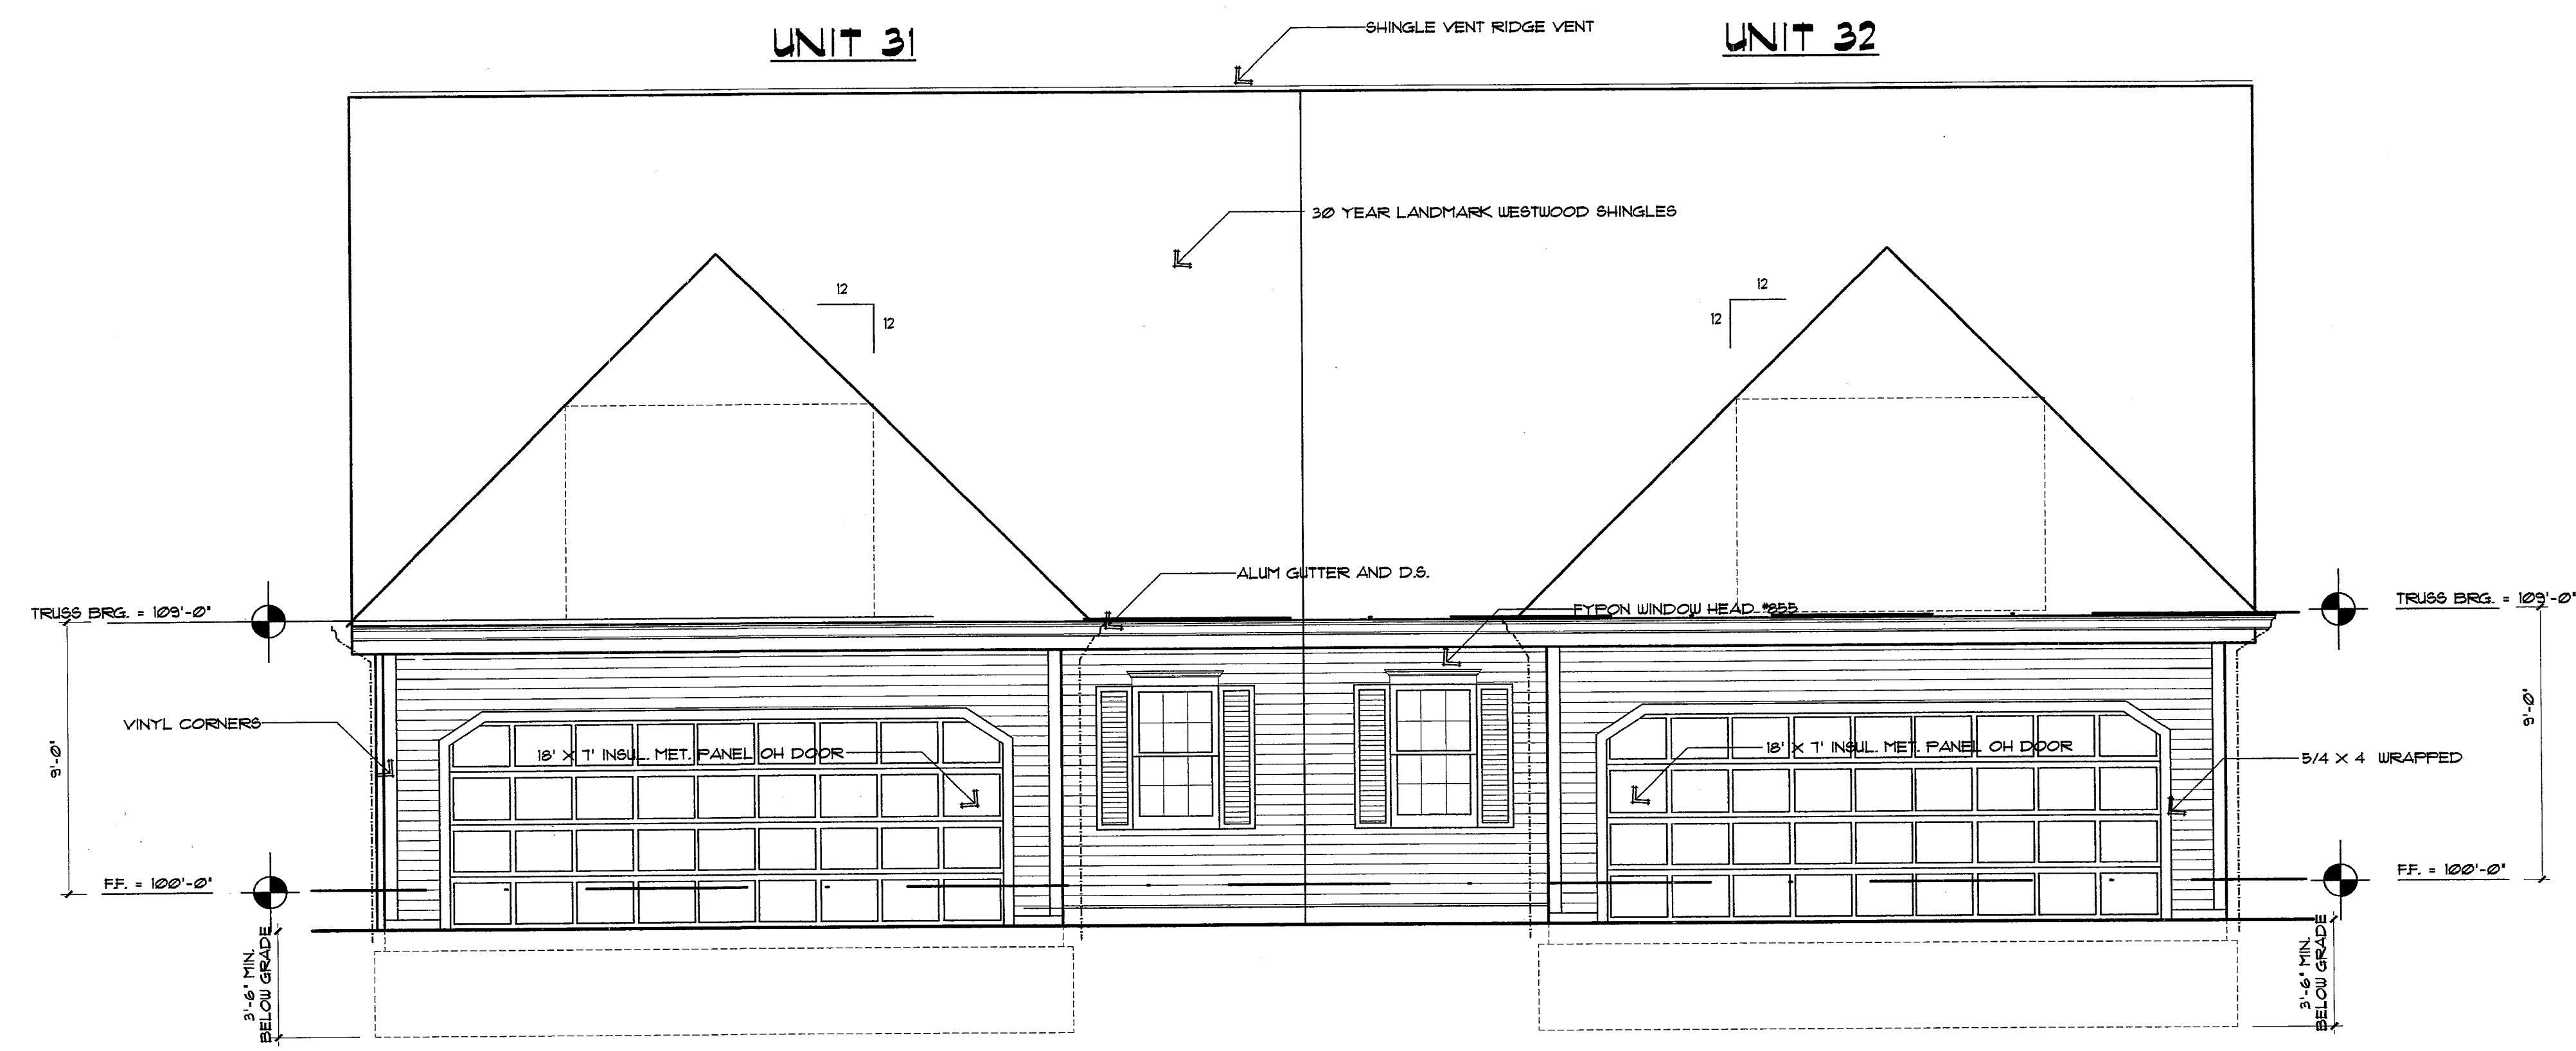 UNIT 31
UNIT 32
SHINGLE VENT RIDGE VENT
30 YEAR LANDMARK WESTWOOD SHINGLES
12
12
12
12
ALUM GUTTER AND D.S.
FYPON WINDOW HEAD #855
TRUSS BRG. = 109'-0"
TRUSS BRG. = 109'-0"
9'-0"
9'-0"
VINYL CORNERS
18' X 7' INSUL. MET. PANEL OH DOOR
18' X 7' INSUL. MET. PANEL OH DOOR
5/4 X 4 WRAPPED
F.F. = 100'-0"
F.F. = 100'-0"
3'-6" MIN.
BELOW GRADE
3'-6" MIN.
BELOW GRADE